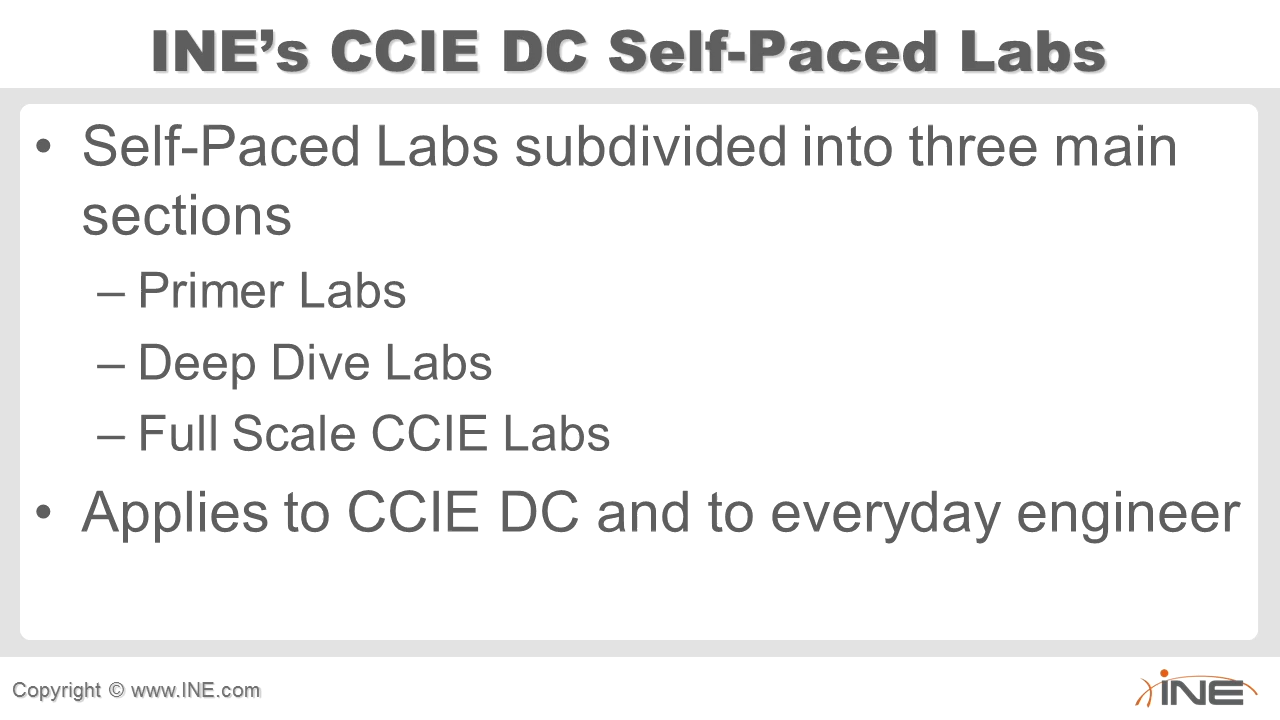 INE’s CCIE DC Self-Paced Labs
• Self-Paced Labs subdivided into three main
sections
– Primer Labs
– Deep Dive Labs
– Full Scale CCIE Labs
• Applies to CCIE DC and to everyday engineer
Copyright © www.INE.com
INE